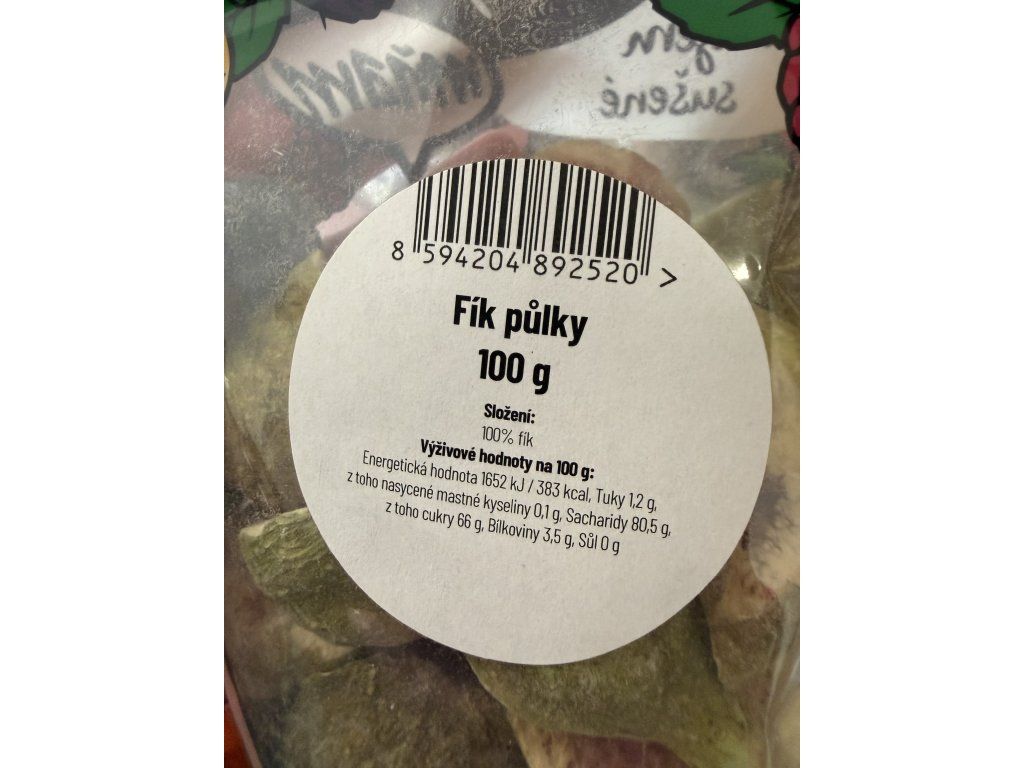 sušené
8 594204 892520 >
Fík půlky
100 g
Složení:
100% fík
Výživové hodnoty na 100 g:
Energetická hodnota 1652 kJ / 383 kcal, Tuky 1,2 g,
z toho nasycené mastné kyseliny 0,1 g, Sacharidy 80,5 g,
z toho cukry 66 g, Bílkoviny 3,5 g, Sůl 0 g